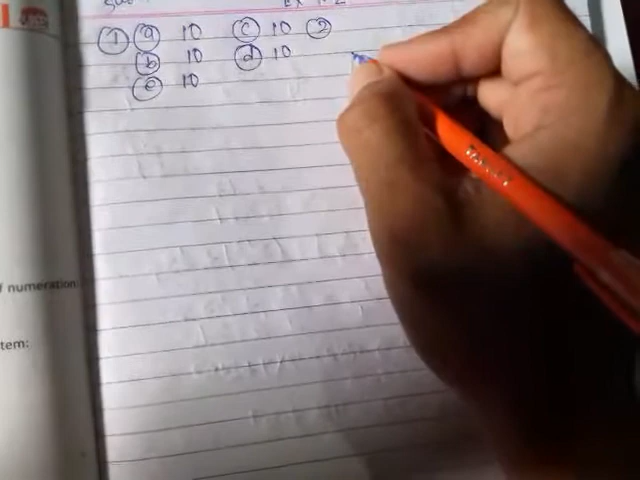 ① ⓐ 10 ⓒ 10 ②
ⓑ 10 ⓓ 10
ⓔ 10
f numeration
tem: